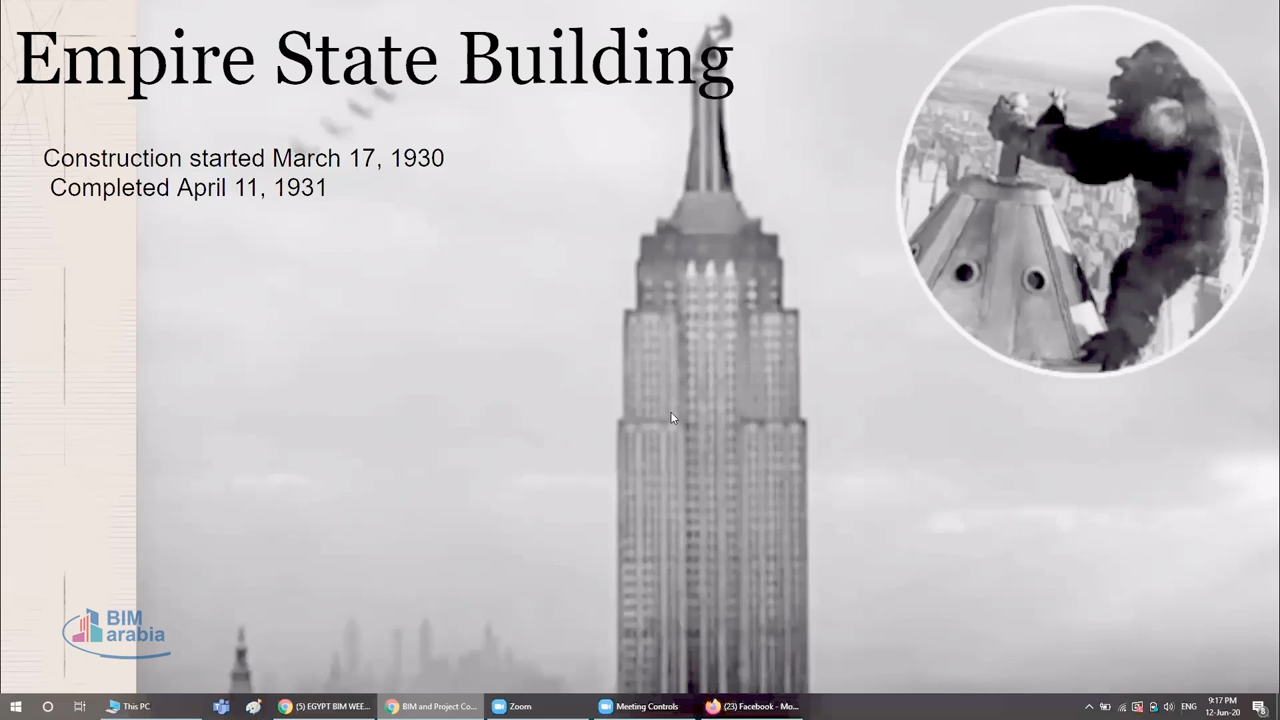 Empire State Building
Construction started March 17, 1930
Completed April 11, 1931
BIM
arabia
This PC
(5) EGYPT BIM WEE...
BIM and Project Co...
Zoom
Meeting Controls
(23) Facebook - Mo...
ENG
9:17 PM
12-Jun-20